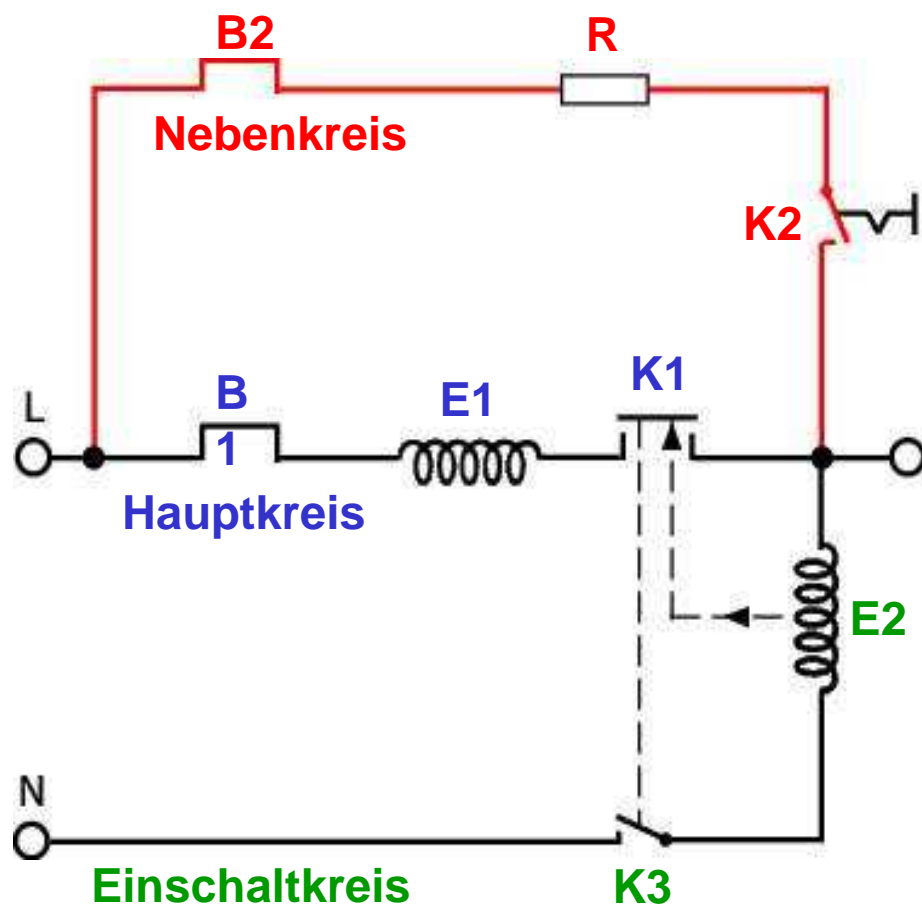 B2
R
Nebenkreis
K2
L
B
1
E1
K1
Hauptkreis
E2
N
Einschaltkreis
K3